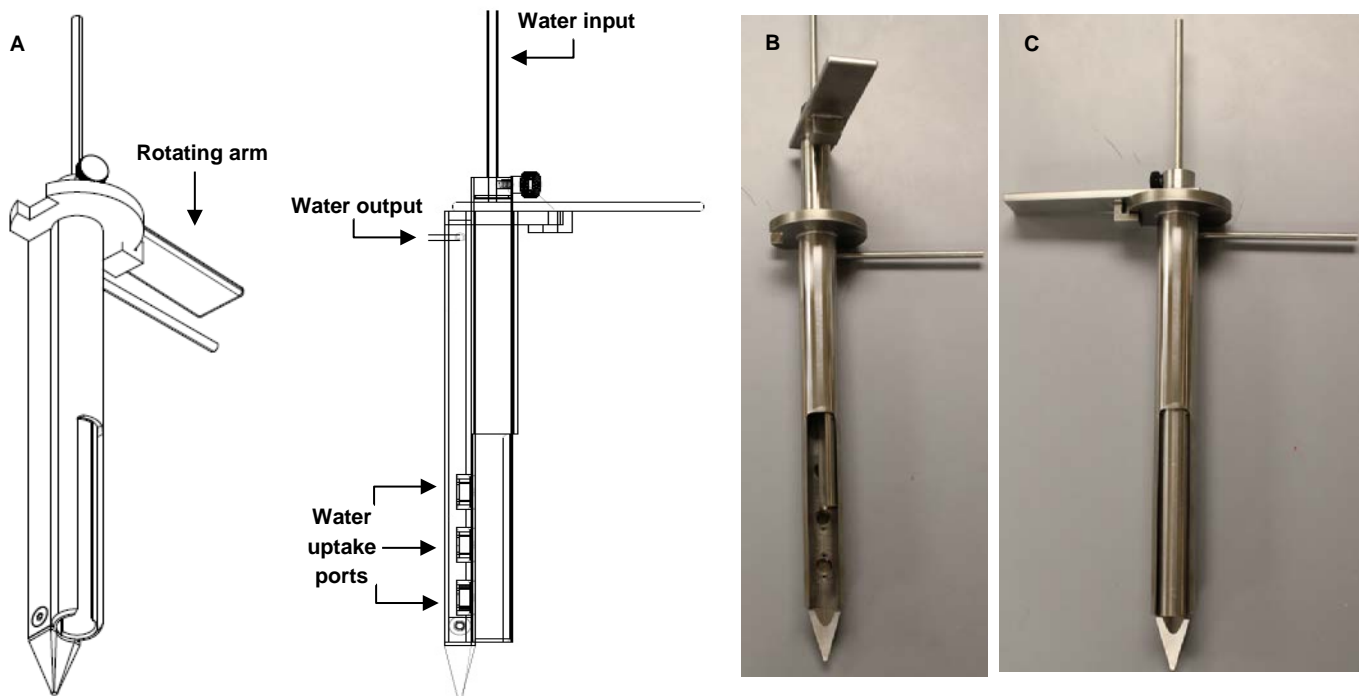 A
Rotating arm
Water input
Water output
Water
uptake
ports
B
C